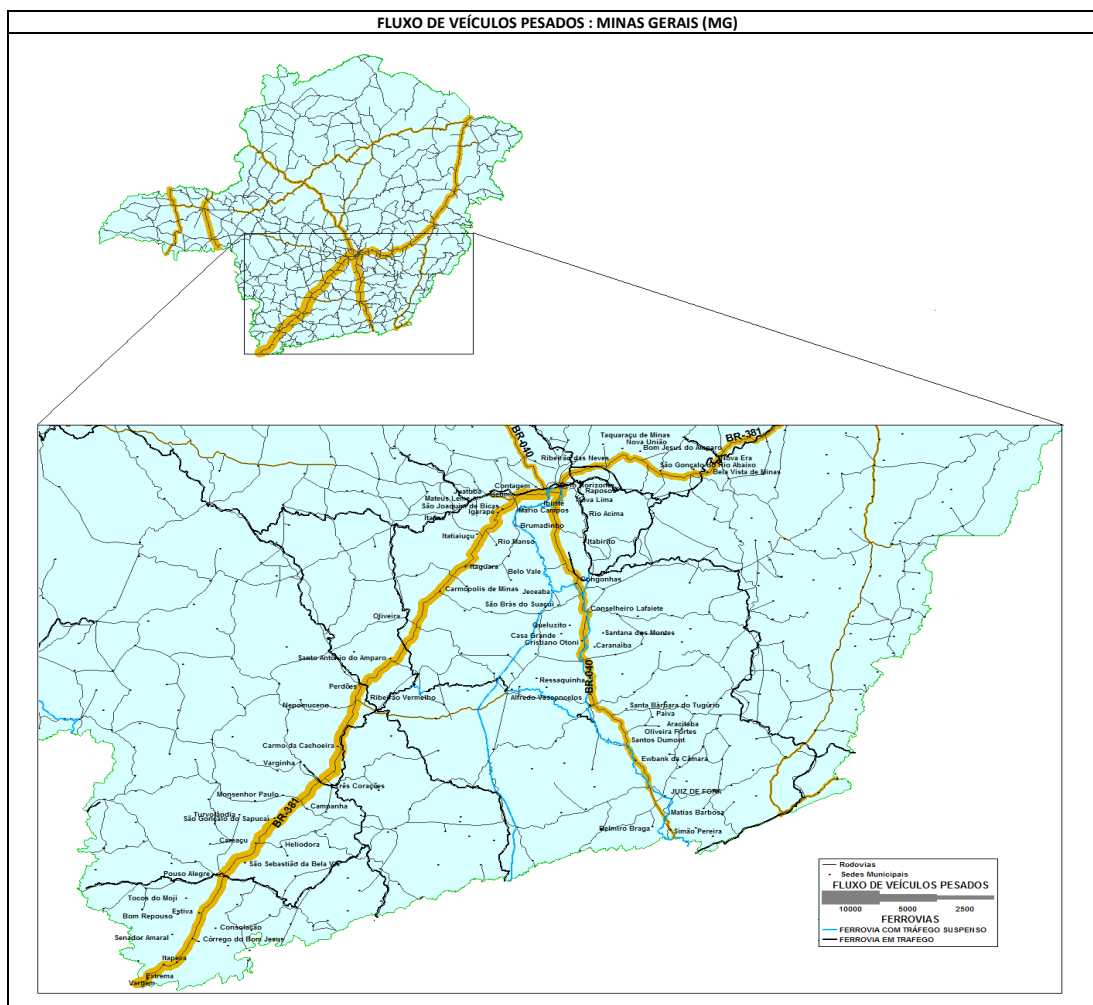 FLUXO DE VEÍCULOS PESADOS : MINAS GERAIS (MG)
BR-040
BR-381
Taquaraçu de Minas
Nova União
Bom Jesus do Amparo
Ribeirão das Neves
Nova Era
São Gonçalo do Rio Abaixo
Bela Vista de Minas
Contagem
Juatuba
Raposos
Mateus Leme
Nova Lima
Ibirité
São Joaquim de Bicas
Igarapé
Mário Campos
Rio Acima
Brumadinho
Itatiaiuçu
Rio Manso
Itabirito
Itaguara
Belo Vale
Congonhas
Carmópolis de Minas
Jeceaba
São Brás do Suaçuí
Conselheiro Lafaiete
Oliveira
Queluzito
Casa Grande
Santana dos Montes
Cristiano Otoni
Caranaíba
Santo Antônio do Amparo
BR-040
Ressaquinha
Perdões
Ribeirão Vermelho
Alfredo Vasconcelos
Nepomuceno
Santa Bárbara do Tugúrio
Paiva
Aracitaba
Oliveira Fortes
Santos Dumont
Carmo da Cachoeira
Ewbank da Câmara
Varginha
Três Corações
Monsenhor Paulo
JUIZ DE FORA
Campanha
Turvolândia
Matias Barbosa
São Gonçalo do Sapucaí
BR-381
Belmiro Braga
Simão Pereira
Careaçu
Heliodora
São Sebastião da Bela Vis
Pouso Alegre
Tocos do Moji
Estiva
Bom Repouso
Consolação
Senador Amaral
Córrego do Bom Jesus
Itapeva
Extrema
Vargem
Rodovias
Sedes Municipais
FLUXO DE VEÍCULOS PESADOS
10000 5000 2500
FERROVIAS
FERROVIA COM TRÁFEGO SUSPENSO
FERROVIA EM TRAFEGO